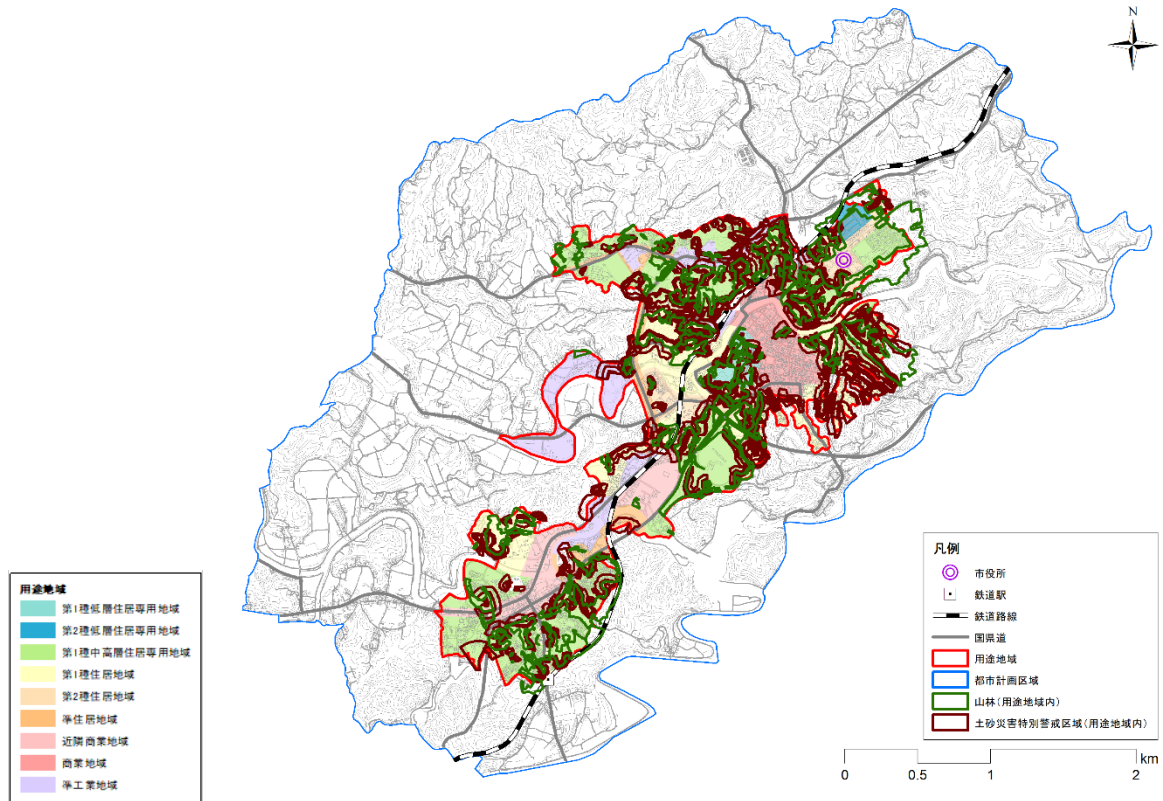 N
凡例
市役所
鉄道駅
鉄道路線
国県道
用途地域
都市計画区域
山林(用途地域内)
土砂災害特別警戒区域(用途地域内)
用途地域
第1種低層住居専用地域
第2種低層住居専用地域
第1種中高層住居専用地域
第1種住居地域
第2種住居地域
準住居地域
近隣商業地域
商業地域
準工業地域
km
0 0.5 1 2